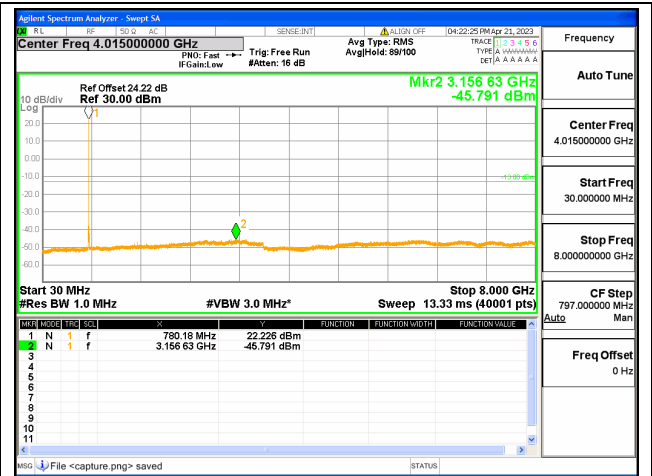 Agilent Spectrum Analyzer - Swept SA
RL RF 50 Ω AC SENSE:INT ALIGN OFF 04:22:25 PM Apr 21, 2023
Center Freq 4.015000000 GHz
PNO: Fast
IFGain:Low
Trig: Free Run
#Atten: 16 dB
Avg Type: RMS
Avg|Hold: 89/100
TRACE 1 2 3 4 5 6
TYPE A
DET A A A A A A
Frequency
Auto Tune
Center Freq
4.015000000 GHz
Start Freq
30.000000 MHz
Stop Freq
8.000000000 GHz
CF Step
797.000000 MHz
Auto Man
Freq Offset
0 Hz
Mkr2 3.156 63 GHz
-45.791 dBm
Ref Offset 24.22 dB
10 dB/div Ref 30.00 dBm
Log
20.0
10.0
0.00
-10.0
-20.0
-30.0
-40.0
-50.0
-60.0
1
2
-13.00 dBm
Start 30 MHz Stop 8.000 GHz
#Res BW 1.0 MHz #VBW 3.0 MHz* Sweep 13.33 ms (40001 pts)
MKR MODE TRC SCL X Y FUNCTION FUNCTION WIDTH FUNCTION VALUE
1 N 1 f 780.18 MHz 22.226 dBm
2 N 1 f 3.156 63 GHz -45.791 dBm
3
4
5
6
7
8
9
10
11
MSG File <capture.png> saved STATUS